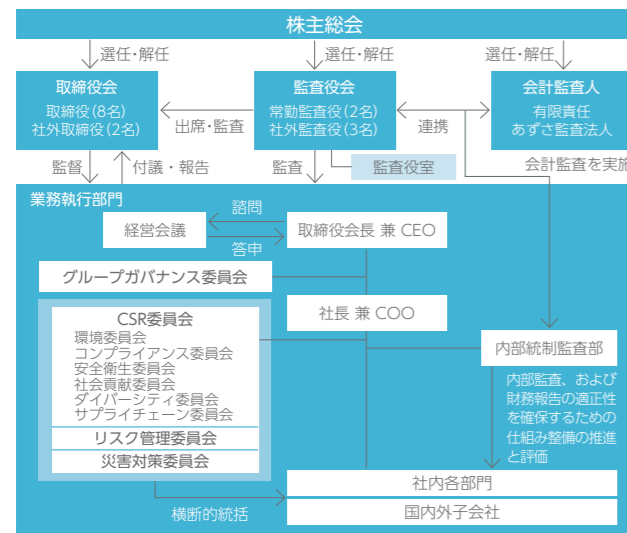 株主総会
選任・解任
選任・解任
選任・解任
取締役会
取締役(8名)
社外取締役(2名)
出席・監査
監査役会
常勤監査役(2名)
社外監査役(3名)
連携
会計監査人
有限責任
あずさ監査法人
監督
付議・報告
監査
監査役室
会計監査を実施
業務執行部門
経営会議
諮問
答申
取締役会長 兼 CEO
グループガバナンス委員会
社長 兼 COO
CSR委員会
環境委員会
コンプライアンス委員会
安全衛生委員会
社会貢献委員会
ダイバーシティ委員会
サプライチェーン委員会
リスク管理委員会
災害対策委員会
内部統制監査部
内部監査、および
財務報告の適正性
を確保するための
仕組み整備の推進
と評価
横断的統括
社内各部門
国内外子会社